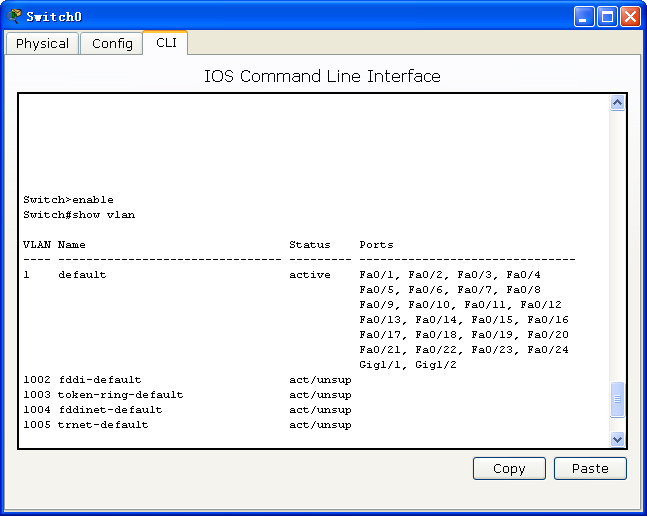 Switch0
Physical Config CLI
IOS Command Line Interface
Switch>enable
Switch#show vlan
VLAN Name                             Status    Ports
---- -------------------------------- --------- -------------------------------
1    default                          active    Fa0/1, Fa0/2, Fa0/3, Fa0/4
                                                Fa0/5, Fa0/6, Fa0/7, Fa0/8
                                                Fa0/9, Fa0/10, Fa0/11, Fa0/12
                                                Fa0/13, Fa0/14, Fa0/15, Fa0/16
                                                Fa0/17, Fa0/18, Fa0/19, Fa0/20
                                                Fa0/21, Fa0/22, Fa0/23, Fa0/24
                                                Gig1/1, Gig1/2
1002 fddi-default                     act/unsup
1003 token-ring-default               act/unsup
1004 fddinet-default                  act/unsup
1005 trnet-default                    act/unsup
Copy Paste